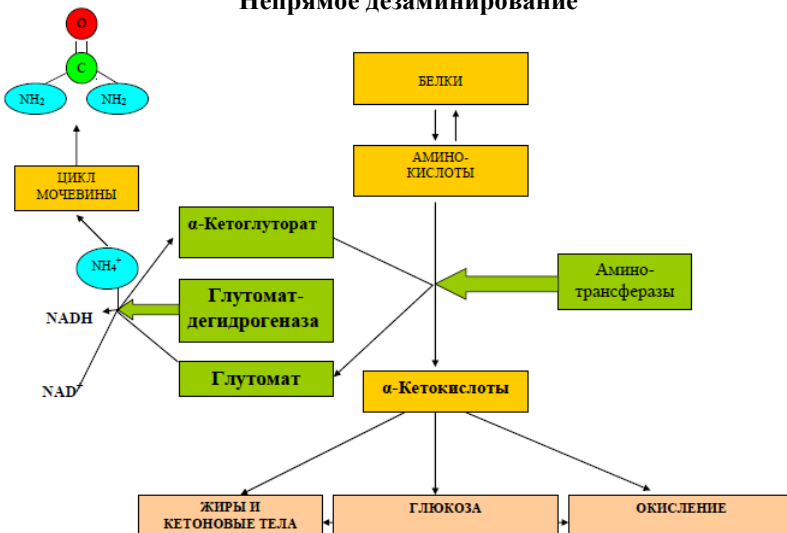 Непрямое дезаминирование
O
C
NH₂
NH₂
БЕЛКИ
АМИНО-
КИСЛОТЫ
ЦИКЛ
МОЧЕВИНЫ
α-Кетоглуторат
NH₄⁺
Амино-
трансферазы
Глутомат-
дегидрогеназа
NADH
Глутомат
NAD⁺
α-Кетокислоты
ЖИРЫ И
КЕТОНОВЫЕ ТЕЛА
ГЛЮКОЗА
ОКИСЛЕНИЕ